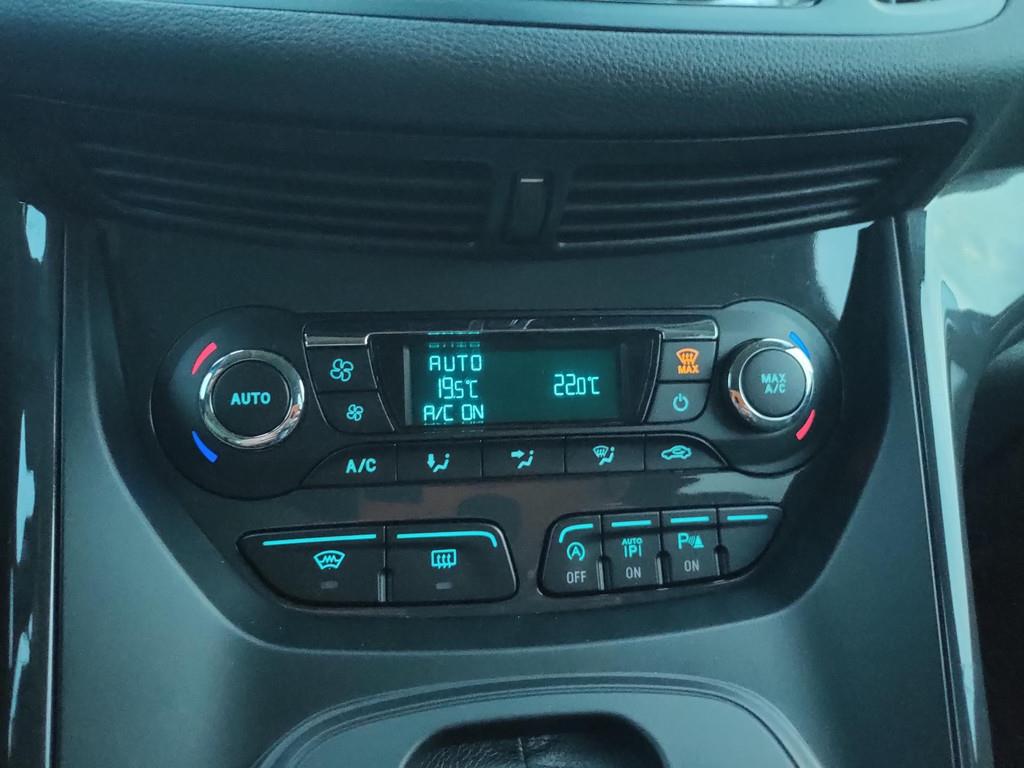 AUTO
AUTO
19.5°C
A/C ON
22.0°C
MAX
MAX
A/C
A/C
A
OFF
AUTO
P
ON
P
ON